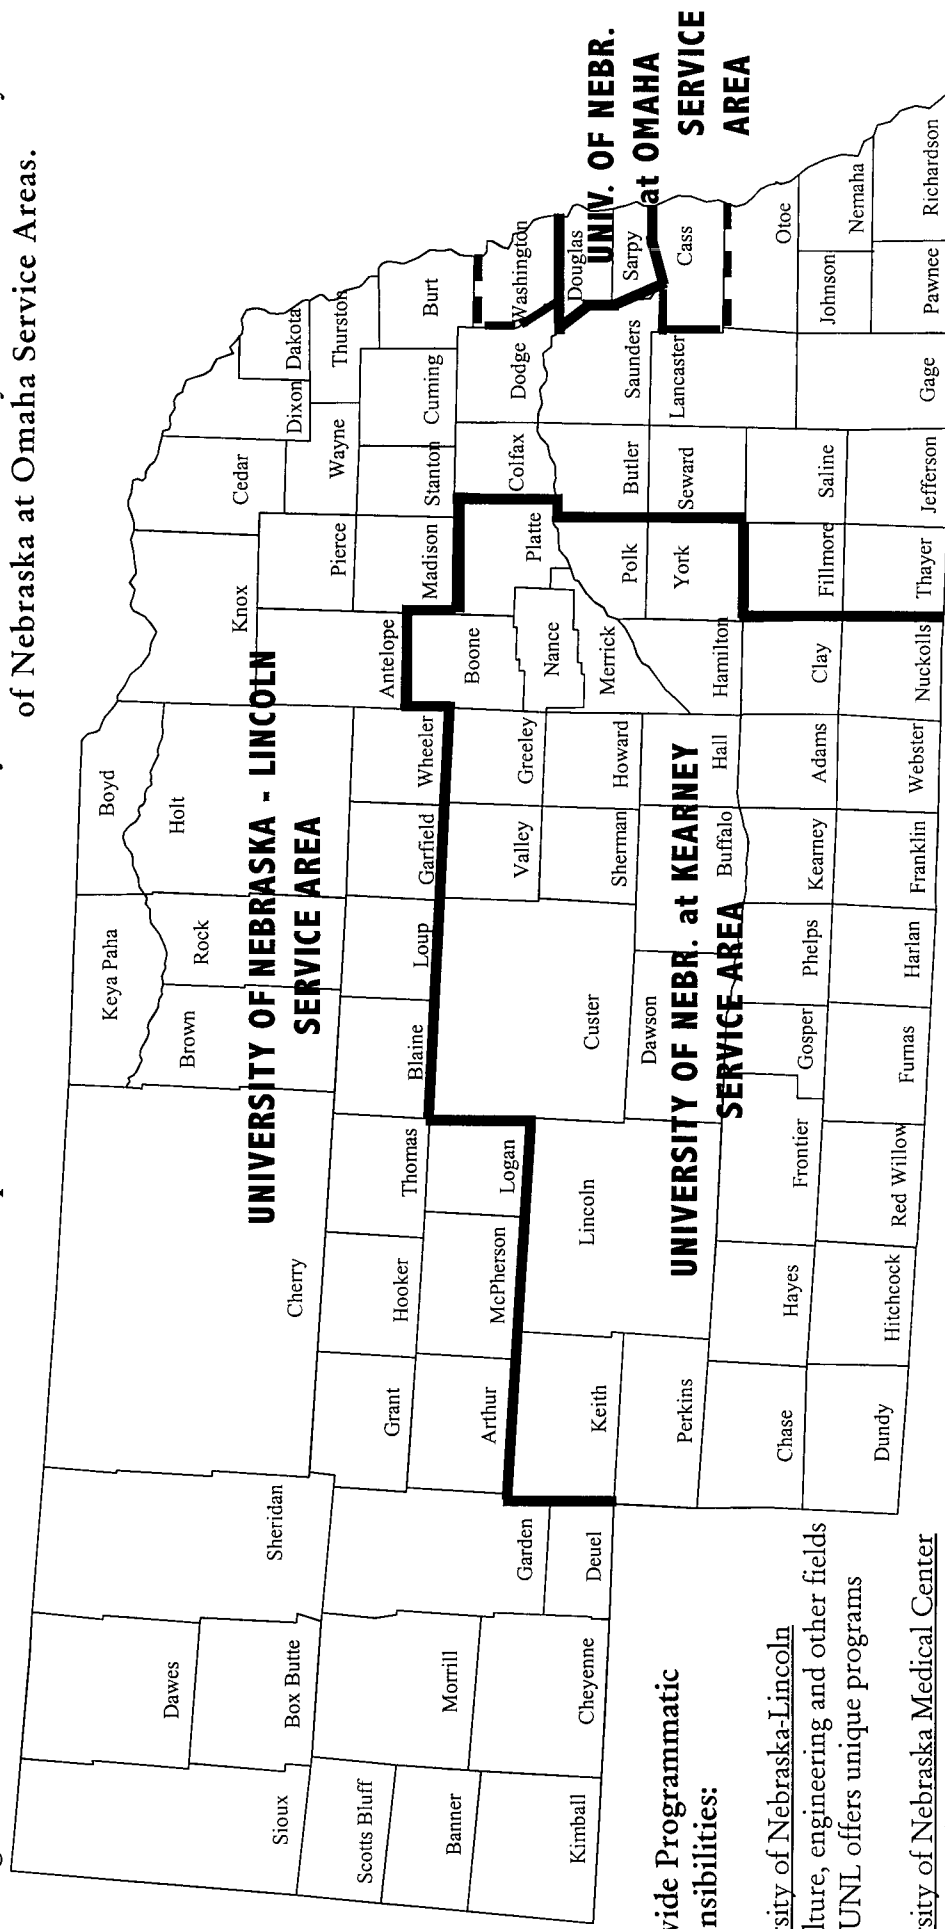 of Nebraska at Omaha Service Areas.
UNIVERSITY OF NEBRASKA - LINCOLN
SERVICE AREA
UNIVERSITY OF NEBR. at KEARNEY
SERVICE AREA
UNIV. OF NEBR.
at OMAHA
SERVICE
AREA
Sioux
Dawes
Box Butte
Sheridan
Scotts Bluff
Banner
Kimball
Morrill
Cheyenne
Garden
Deuel
Cherry
Grant
Hooker
Thomas
Arthur
McPherson
Logan
Keya Paha
Brown
Rock
Boyd
Holt
Blaine
Loup
Garfield
Wheeler
Knox
Antelope
Cedar
Pierce
Madison
Dixon
Dakota
Wayne
Thurston
Stanton
Cuming
Burt
Colfax
Dodge
Washington
Douglas
Sarpy
Cass
Saunders
Butler
Seward
Lancaster
Otoe
Saline
Jefferson
Gage
Johnson
Nemaha
Pawnee
Richardson
Fillmore
Thayer
Keith
Perkins
Chase
Dundy
Lincoln
Hayes
Hitchcock
Frontier
Red Willow
Custer
Dawson
Gosper
Furnas
Valley
Greeley
Sherman
Howard
Buffalo
Hall
Phelps
Harlan
Kearney
Franklin
Adams
Webster
Boone
Nance
Platte
Merrick
Polk
York
Hamilton
Clay
Nuckolls
vide Programmatic
nsibilities:
sity of Nebraska-Lincoln
lture, engineering and other fields
UNL offers unique programs
sity of Nebraska Medical Center